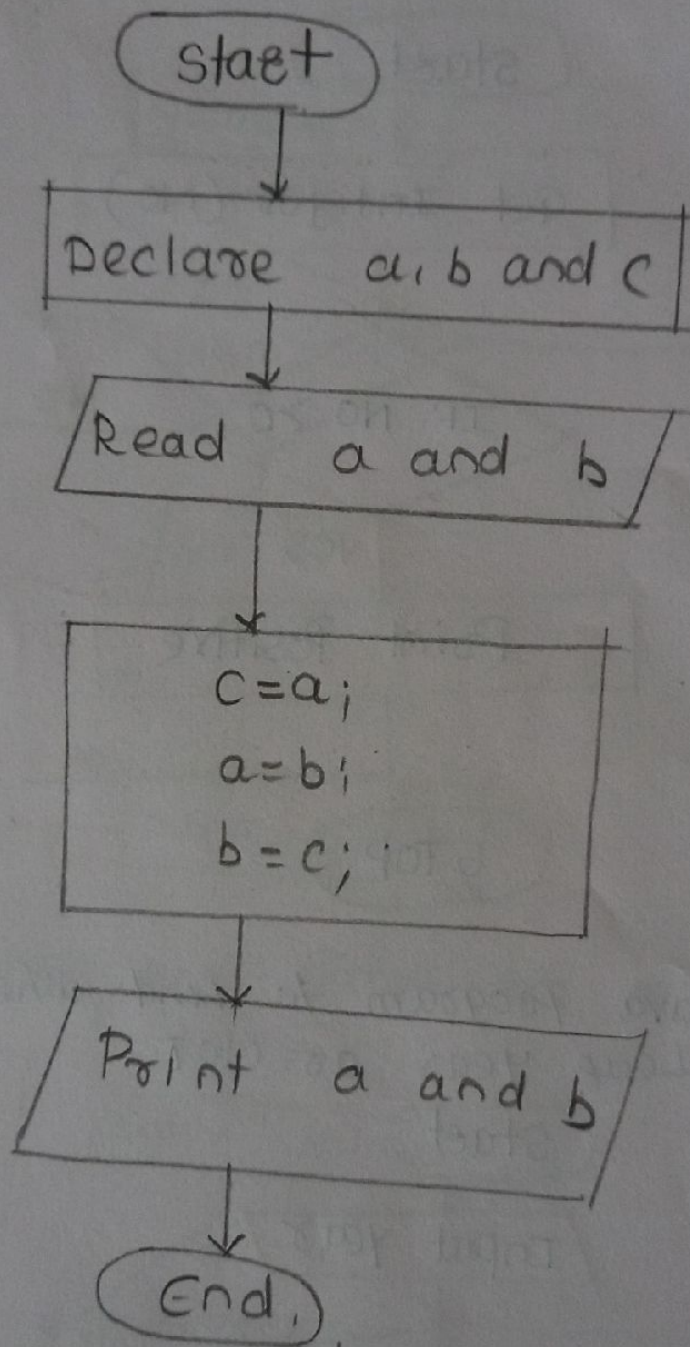 Start
Declare a, b and c
Read a and b
c=a;
a=b;
b=c;
Print a and b
End.